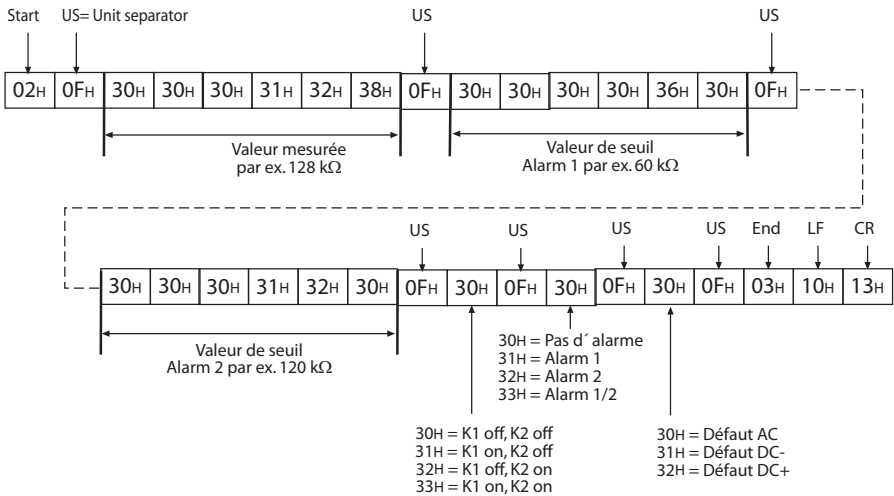 Start US= Unit separator US US
02H 0FH 30H 30H 30H 31H 32H 38H 0FH 30H 30H 30H 30H 36H 30H 0FH
Valeur mesurée
par ex. 128 kΩ
Valeur de seuil
Alarm 1 par ex. 60 kΩ
US US US US End LF CR
30H 30H 30H 31H 32H 30H 0FH 30H 0FH 30H 0FH 30H 0FH 03H 10H 13H
Valeur de seuil
Alarm 2 par ex. 120 kΩ
30H = Pas d´ alarme
31H = Alarm 1
32H = Alarm 2
33H = Alarm 1/2
30H = K1 off, K2 off
31H = K1 on, K2 off
32H = K1 off, K2 on
33H = K1 on, K2 on
30H = Défaut AC
31H = Défaut DC-
32H = Défaut DC+